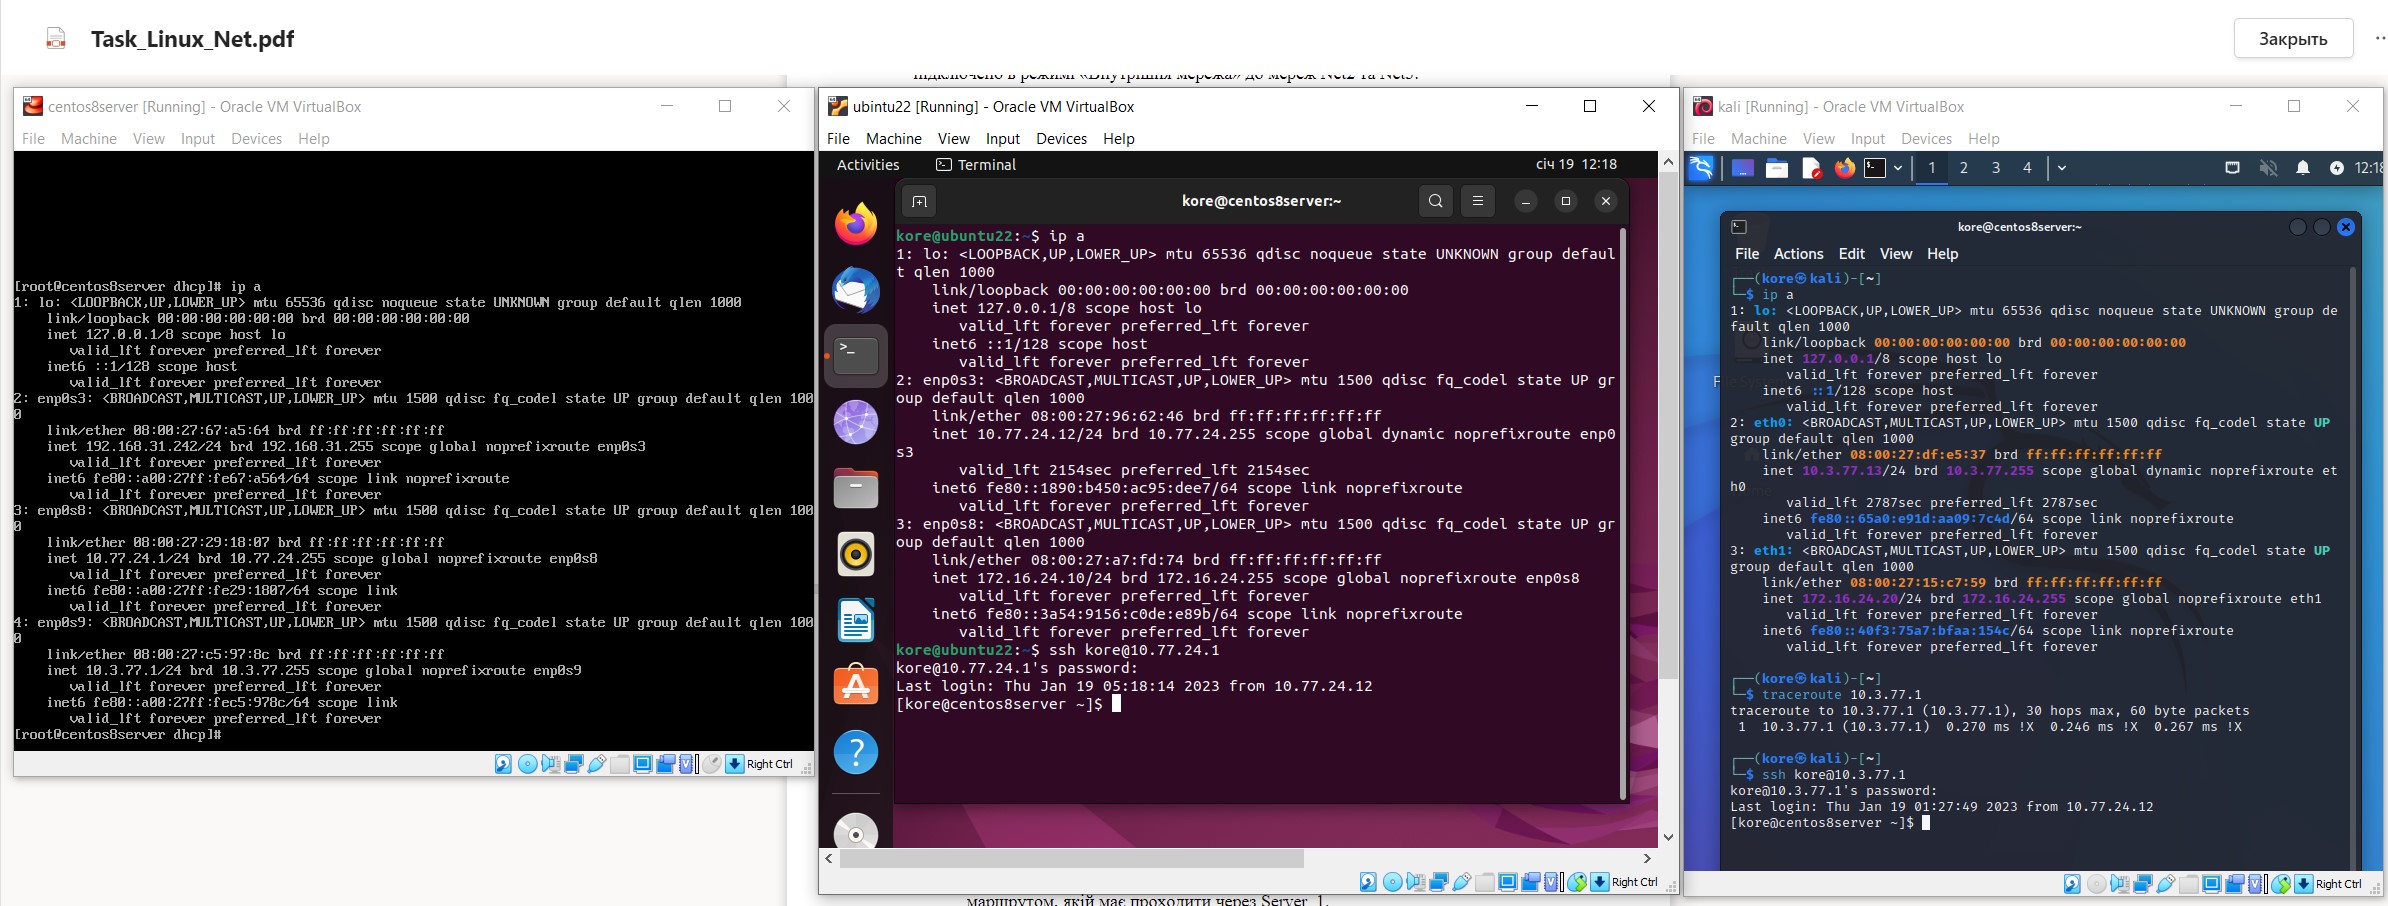 Task_Linux_Net.pdf
Закрыть
підключено в режимі «Внутрішня мережа» до мереж Net2 та Net3.
centos8server [Running] - Oracle VM VirtualBox
File Machine View Input Devices Help
[root@centos8server dhcp]# ip a
1: lo: <LOOPBACK,UP,LOWER_UP> mtu 65536 qdisc noqueue state UNKNOWN group default qlen 1000
link/loopback 00:00:00:00:00:00 brd 00:00:00:00:00:00
inet 127.0.0.1/8 scope host lo
valid_lft forever preferred_lft forever
inet6 ::1/128 scope host
valid_lft forever preferred_lft forever
2: enp0s3: <BROADCAST,MULTICAST,UP,LOWER_UP> mtu 1500 qdisc fq_codel state UP group default qlen 100
0
link/ether 08:00:27:67:a5:64 brd ff:ff:ff:ff:ff:ff
inet 192.168.31.242/24 brd 192.168.31.255 scope global noprefixroute enp0s3
valid_lft forever preferred_lft forever
inet6 fe80::a00:27ff:fe67:a564/64 scope link noprefixroute
valid_lft forever preferred_lft forever
3: enp0s8: <BROADCAST,MULTICAST,UP,LOWER_UP> mtu 1500 qdisc fq_codel state UP group default qlen 100
0
link/ether 08:00:27:29:18:07 brd ff:ff:ff:ff:ff:ff
inet 10.77.24.1/24 brd 10.77.24.255 scope global noprefixroute enp0s8
valid_lft forever preferred_lft forever
inet6 fe80::a00:27ff:fe29:1807/64 scope link
valid_lft forever preferred_lft forever
4: enp0s9: <BROADCAST,MULTICAST,UP,LOWER_UP> mtu 1500 qdisc fq_codel state UP group default qlen 100
0
link/ether 08:00:27:c5:97:8c brd ff:ff:ff:ff:ff:ff
inet 10.3.77.1/24 brd 10.3.77.255 scope global noprefixroute enp0s9
valid_lft forever preferred_lft forever
inet6 fe80::a00:27ff:fec5:978c/64 scope link
valid_lft forever preferred_lft forever
[root@centos8server dhcp]#
Right Ctrl
ubintu22 [Running] - Oracle VM VirtualBox
File Machine View Input Devices Help
Activities Terminal січ 19 12:18
kore@centos8server:~
kore@ubuntu22:~$ ip a
1: lo: <LOOPBACK,UP,LOWER_UP> mtu 65536 qdisc noqueue state UNKNOWN group defaul
t qlen 1000
link/loopback 00:00:00:00:00:00 brd 00:00:00:00:00:00
inet 127.0.0.1/8 scope host lo
valid_lft forever preferred_lft forever
inet6 ::1/128 scope host
valid_lft forever preferred_lft forever
2: enp0s3: <BROADCAST,MULTICAST,UP,LOWER_UP> mtu 1500 qdisc fq_codel state UP gr
oup default qlen 1000
link/ether 08:00:27:96:62:46 brd ff:ff:ff:ff:ff:ff
inet 10.77.24.12/24 brd 10.77.24.255 scope global dynamic noprefixroute enp0
s3
valid_lft 2154sec preferred_lft 2154sec
inet6 fe80::1890:b450:ac95:dee7/64 scope link noprefixroute
valid_lft forever preferred_lft forever
3: enp0s8: <BROADCAST,MULTICAST,UP,LOWER_UP> mtu 1500 qdisc fq_codel state UP gr
oup default qlen 1000
link/ether 08:00:27:a7:fd:74 brd ff:ff:ff:ff:ff:ff
inet 172.16.24.10/24 brd 172.16.24.255 scope global noprefixroute enp0s8
valid_lft forever preferred_lft forever
inet6 fe80::3a54:9156:c0de:e89b/64 scope link noprefixroute
valid_lft forever preferred_lft forever
kore@ubuntu22:~$ ssh kore@10.77.24.1
kore@10.77.24.1's password:
Last login: Thu Jan 19 05:18:14 2023 from 10.77.24.12
[kore@centos8server ~]$
Right Ctrl
kali [Running] - Oracle VM VirtualBox
File Machine View Input Devices Help
1 2 3 4 12:18
kore@centos8server:~
File Actions Edit View Help
(kore㉿kali)-[~]
$ ip a
1: lo: <LOOPBACK,UP,LOWER_UP> mtu 65536 qdisc noqueue state UNKNOWN group de
fault qlen 1000
link/loopback 00:00:00:00:00:00 brd 00:00:00:00:00:00
inet 127.0.0.1/8 scope host lo
valid_lft forever preferred_lft forever
inet6 ::1/128 scope host
valid_lft forever preferred_lft forever
2: eth0: <BROADCAST,MULTICAST,UP,LOWER_UP> mtu 1500 qdisc fq_codel state UP
group default qlen 1000
link/ether 08:00:27:df:e5:37 brd ff:ff:ff:ff:ff:ff
inet 10.3.77.13/24 brd 10.3.77.255 scope global dynamic noprefixroute et
h0
valid_lft 2787sec preferred_lft 2787sec
inet6 fe80::65a0:e91d:aa09:7c4d/64 scope link noprefixroute
valid_lft forever preferred_lft forever
3: eth1: <BROADCAST,MULTICAST,UP,LOWER_UP> mtu 1500 qdisc fq_codel state UP
group default qlen 1000
link/ether 08:00:27:15:c7:59 brd ff:ff:ff:ff:ff:ff
inet 172.16.24.20/24 brd 172.16.24.255 scope global noprefixroute eth1
valid_lft forever preferred_lft forever
inet6 fe80::40f3:75a7:bfaa:154c/64 scope link noprefixroute
valid_lft forever preferred_lft forever
(kore㉿kali)-[~]
$ traceroute 10.3.77.1
traceroute to 10.3.77.1 (10.3.77.1), 30 hops max, 60 byte packets
1 10.3.77.1 (10.3.77.1) 0.270 ms !X 0.246 ms !X 0.267 ms !X
(kore㉿kali)-[~]
$ ssh kore@10.3.77.1
kore@10.3.77.1's password:
Last login: Thu Jan 19 01:27:49 2023 from 10.77.24.12
[kore@centos8server ~]$
Right Ctrl
маршрутом, якій має проходити через Server_1.